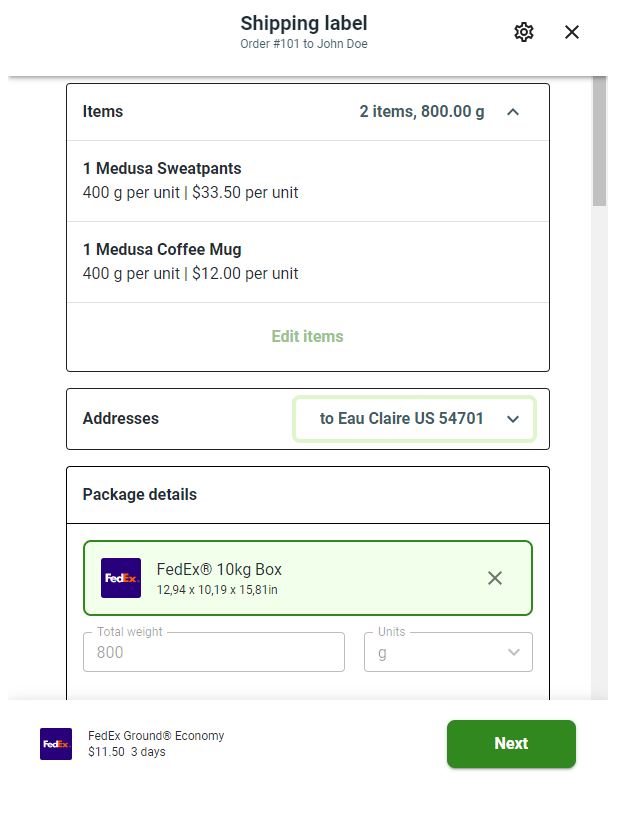 Shipping label
Order #101 to John Doe
Items
2 items, 800.00 g
1 Medusa Sweatpants
400 g per unit | $33.50 per unit
1 Medusa Coffee Mug
400 g per unit | $12.00 per unit
Edit items
Addresses
to Eau Claire US 54701
Package details
FedEx.
FedEx® 10kg Box
12,94 x 10,19 x 15,81in
Total weight
800
Units
g
FedEx.
FedEx Ground® Economy
$11.50 3 days
Next